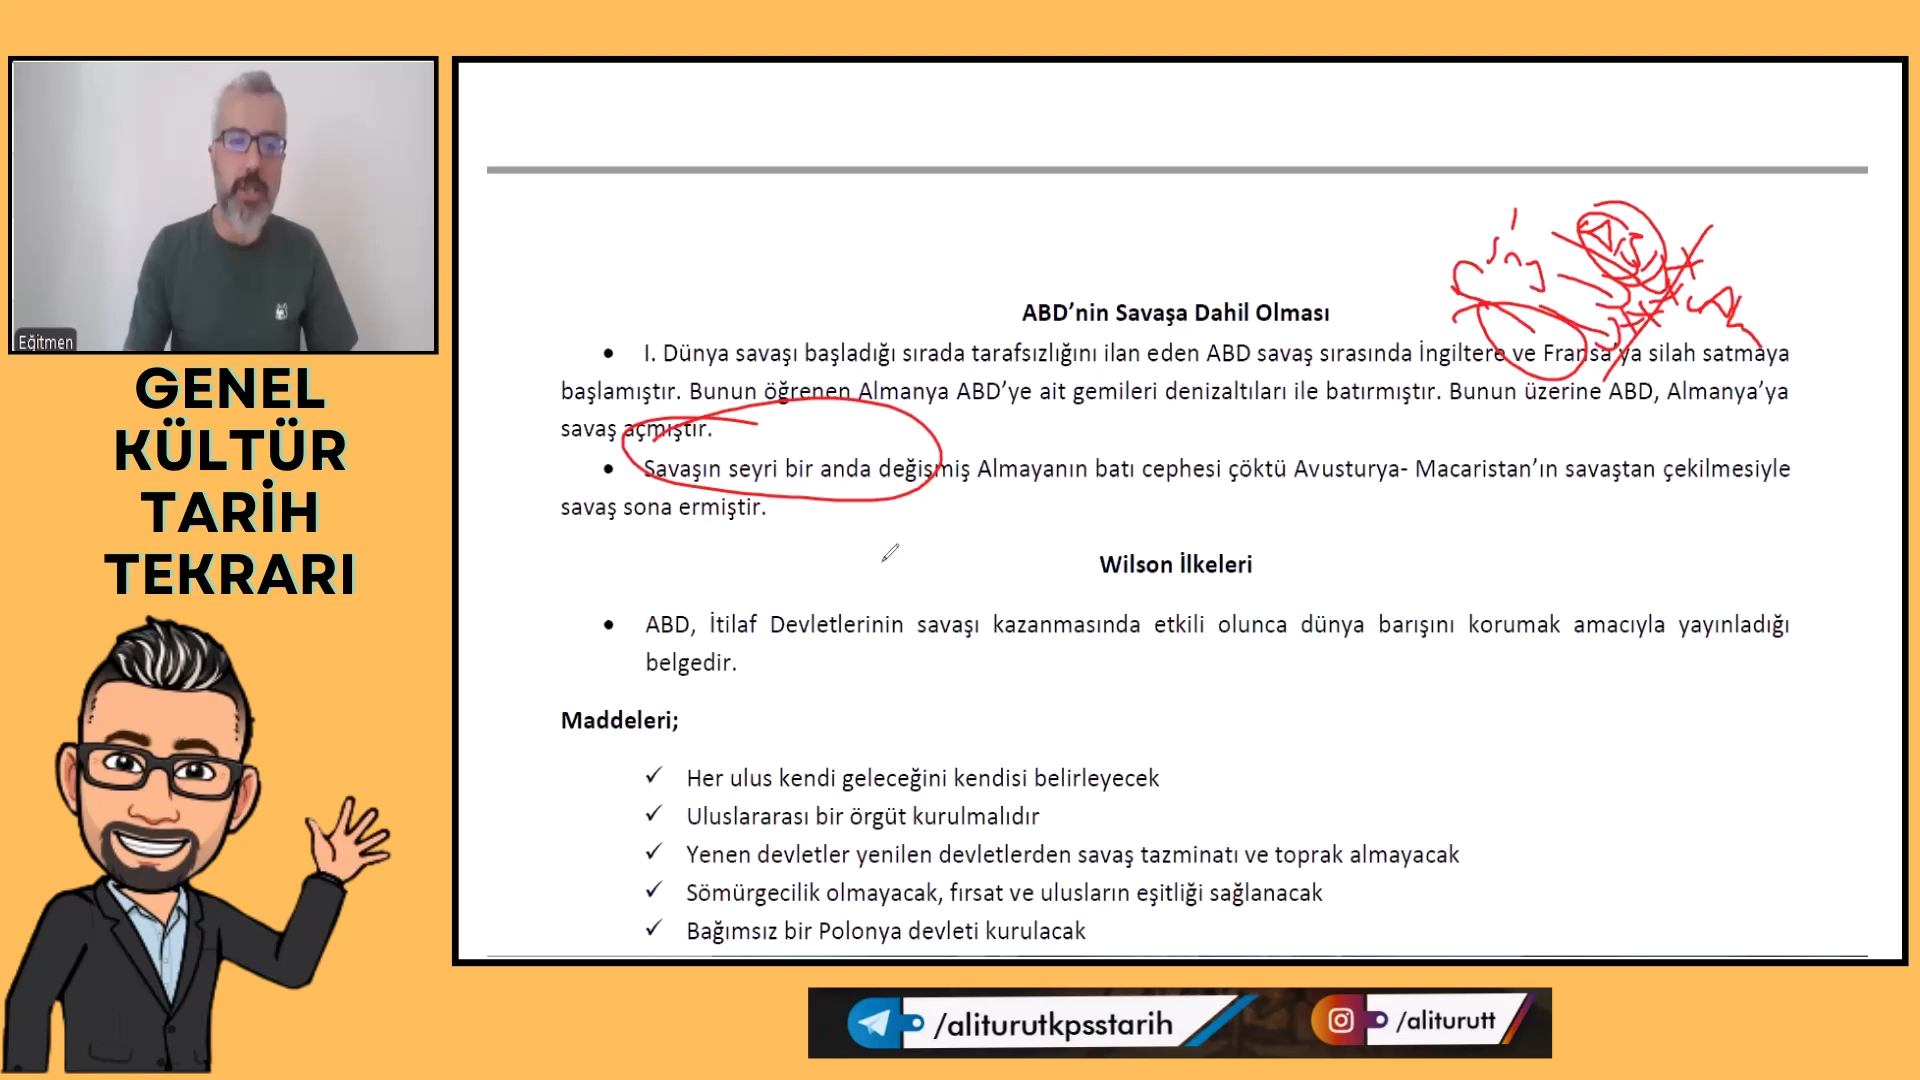 Eğitmen
GENEL
KÜLTÜR
TARİH
TEKRARI
ABD’nin Savaşa Dahil Olması
• I. Dünya savaşı başladığı sırada tarafsızlığını ilan eden ABD savaş sırasında İngiltere ve Fransa’ya silah satmaya
başlamıştır. Bunun öğrenen Almanya ABD’ye ait gemileri denizaltıları ile batırmıştır. Bunun üzerine ABD, Almanya’ya
savaş açmıştır.
• Savaşın seyri bir anda değişmiş Almayanın batı cephesi çöktü Avusturya- Macaristan’ın savaştan çekilmesiyle
savaş sona ermiştir.
Wilson İlkeleri
• ABD, İtilaf Devletlerinin savaşı kazanmasında etkili olunca dünya barışını korumak amacıyla yayınladığı
belgedir.
Maddeleri;
✓ Her ulus kendi geleceğini kendisi belirleyecek
✓ Uluslararası bir örgüt kurulmalıdır
✓ Yenen devletler yenilen devletlerden savaş tazminatı ve toprak almayacak
✓ Sömürgecilik olmayacak, fırsat ve ulusların eşitliği sağlanacak
✓ Bağımsız bir Polonya devleti kurulacak
/aliturutkpsstarih
/aliturutt